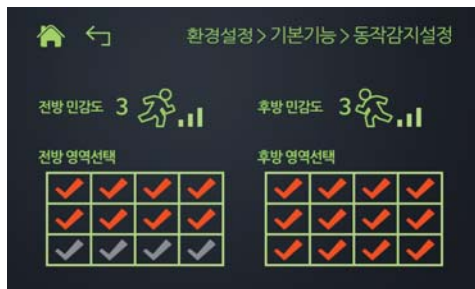 환경설정 > 기본기능 > 동작감지설정
전방 민감도 3
후방 민감도 3
전방 영역선택
후방 영역선택